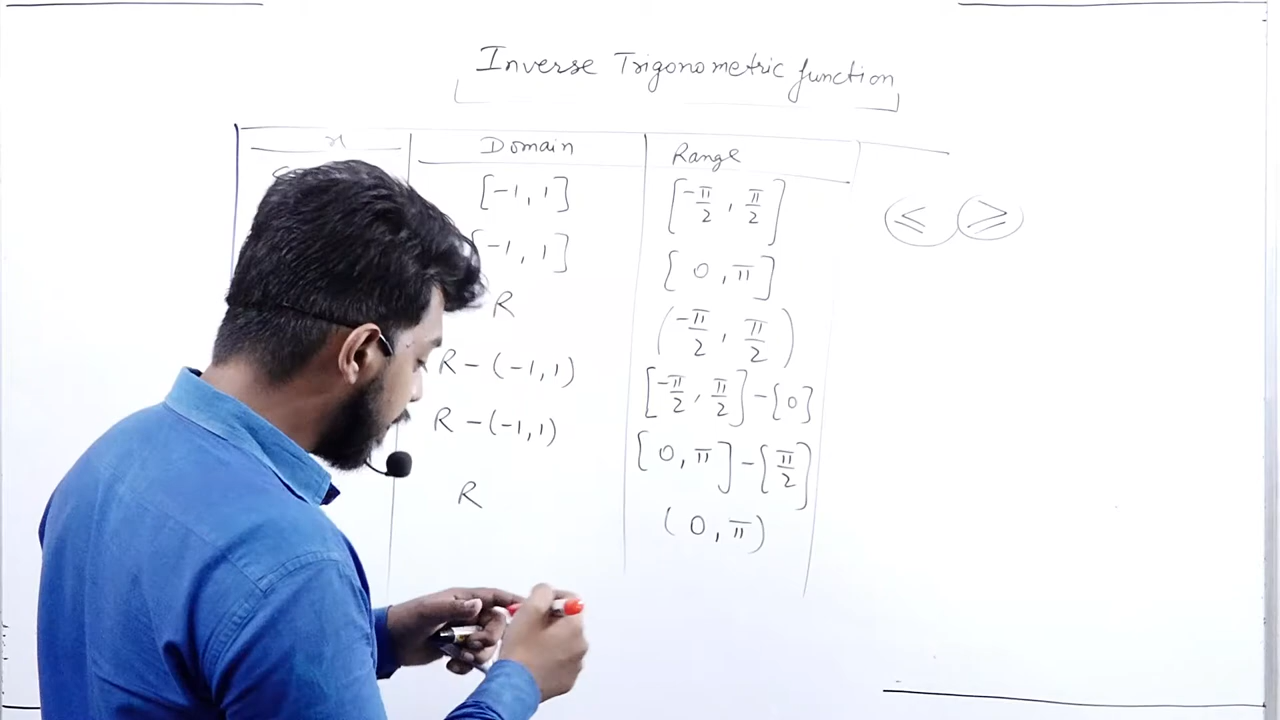 Inverse Trigonometric function
x Domain Range
[-1, 1] [-π/2, π/2] ≤ ≥
[-1, 1] [0, π]
R (-π/2, π/2)
R - (-1, 1) [-π/2, π/2] - {0}
R - (-1, 1) [0, π] - {π/2}
R (0, π)